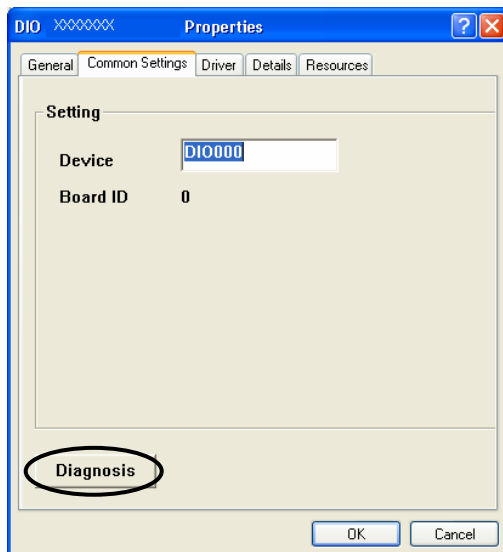 DIO XXXXXXX Properties
General Common Settings Driver Details Resources
Setting
Device DIO000
Board ID 0
Diagnosis
OK Cancel